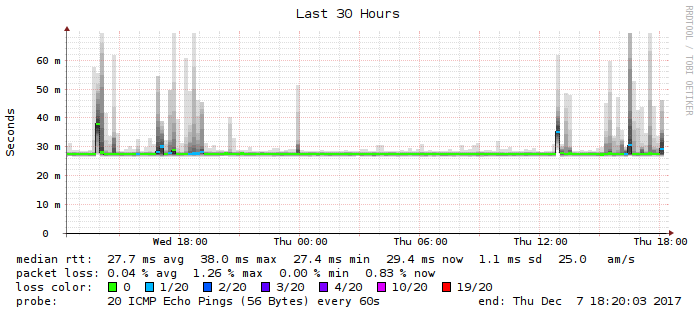 Last 30 Hours
RRDTOOL / TOBI OETIKER
Seconds
60 m
50 m
40 m
30 m
20 m
10 m
0
Wed 18:00 Thu 00:00 Thu 06:00 Thu 12:00 Thu 18:00
median rtt: 27.7 ms avg 38.0 ms max 27.4 ms min 29.4 ms now 1.1 ms sd 25.0 am/s
packet loss: 0.04 % avg 1.26 % max 0.00 % min 0.83 % now
loss color: 0 1/20 2/20 3/20 4/20 10/20 19/20
probe: 20 ICMP Echo Pings (56 Bytes) every 60s end: Thu Dec 7 18:20:03 2017